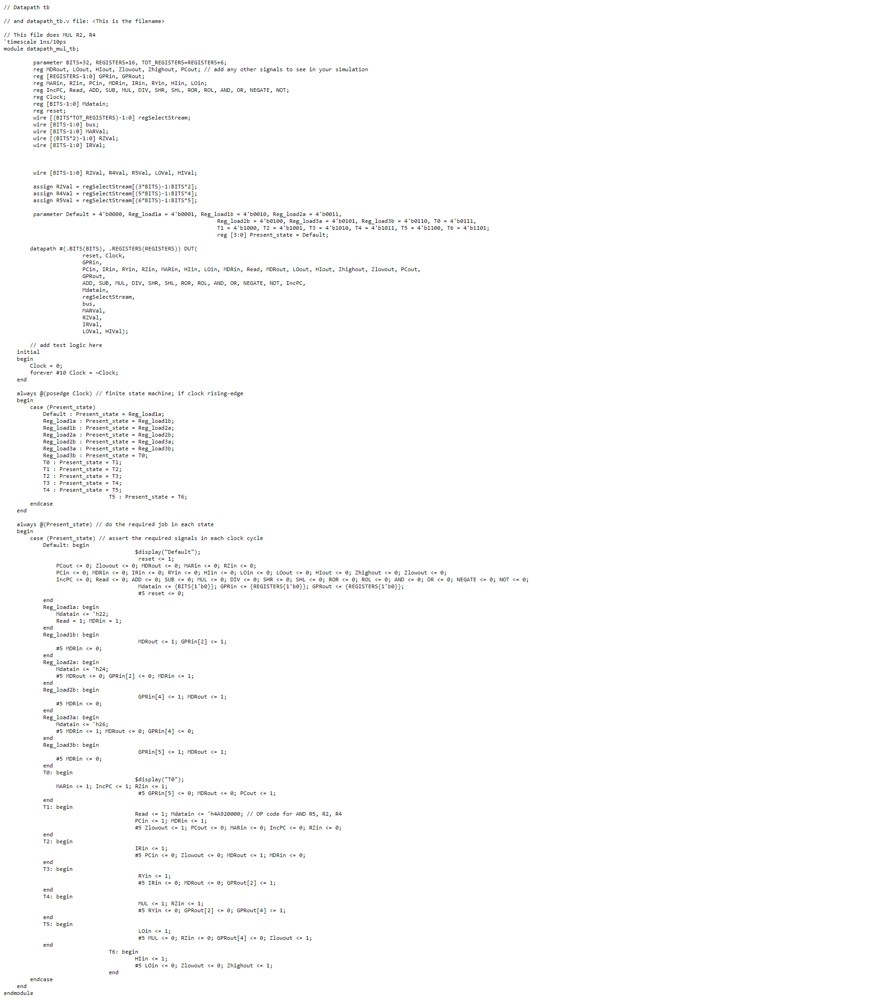 // Datapath tb
// and datapath_tb.v file: <This is the filename>
// This file does MUL R2, R4
`timescale 1ns/10ps
module datapath_mul_tb;
parameter BITS=32, REGISTERS=16, TOT_REGISTERS=REGISTERS+6;
reg MDRout, LOout, HIout, Zlowout, Zhighout, PCout; // add any other signals to see in your simulation
reg [REGISTERS-1:0] GPRin, GPRout;
reg MARin, RZin, PCin, MDRin, IRin, RYin, HIin, LOin;
reg IncPC, Read, ADD, SUB, MUL, DIV, SHR, SHL, ROR, ROL, AND, OR, NEGATE, NOT;
reg Clock;
reg [BITS-1:0] Mdatain;
reg reset;
wire [(BITS*TOT_REGISTERS)-1:0] regSelectStream;
wire [BITS-1:0] bus;
wire [BITS-1:0] MARVal;
wire [(BITS*2)-1:0] RZVal;
wire [BITS-1:0] IRVal;
wire [BITS-1:0] R2Val, R4Val, R5Val, LOVal, HIVal;
assign R2Val = regSelectStream[(3*BITS)-1:BITS*2];
assign R4Val = regSelectStream[(5*BITS)-1:BITS*4];
assign R5Val = regSelectStream[(6*BITS)-1:BITS*5];
parameter Default = 4'b0000, Reg_load1a = 4'b0001, Reg_load1b = 4'b0010, Reg_load2a = 4'b0011,
Reg_load2b = 4'b0100, Reg_load3a = 4'b0101, Reg_load3b = 4'b0110, T0 = 4'b0111,
T1 = 4'b1000, T2 = 4'b1001, T3 = 4'b1010, T4 = 4'b1011, T5 = 4'b1100, T6 = 4'b1101;
reg [3:0] Present_state = Default;
datapath #(.BITS(BITS), .REGISTERS(REGISTERS)) DUT(
reset, Clock,
GPRin,
PCin, IRin, RYin, RZin, MARin, HIin, LOin, MDRin, Read, MDRout, LOout, HIout, Zhighout, Zlowout, PCout,
GPRout,
ADD, SUB, MUL, DIV, SHR, SHL, ROR, ROL, AND, OR, NEGATE, NOT, IncPC,
Mdatain,
regSelectStream,
bus,
MARVal,
RZVal,
IRVal,
LOVal, HIVal);
// add test logic here
initial
begin
Clock = 0;
forever #10 Clock = ~Clock;
end
always @(posedge Clock) // finite state machine; if clock rising-edge
begin
case (Present_state)
Default : Present_state = Reg_load1a;
Reg_load1a : Present_state = Reg_load1b;
Reg_load1b : Present_state = Reg_load2a;
Reg_load2a : Present_state = Reg_load2b;
Reg_load2b : Present_state = Reg_load3a;
Reg_load3a : Present_state = Reg_load3b;
Reg_load3b : Present_state = T0;
T0 : Present_state = T1;
T1 : Present_state = T2;
T2 : Present_state = T3;
T3 : Present_state = T4;
T4 : Present_state = T5;
T5 : Present_state = T6;
endcase
end
always @(Present_state) // do the required job in each state
begin
case (Present_state) // assert the required signals in each clock cycle
Default: begin
$display("Default");
reset <= 1;
PCout <= 0; Zlowout <= 0; MDRout <= 0; MARin <= 0; RZin <= 0;
PCin <= 0; MDRin <= 0; IRin <= 0; RYin <= 0; HIin <= 0; LOin <= 0; LOout <= 0; HIout <= 0; Zhighout <= 0; Zlowout <= 0;
IncPC <= 0; Read <= 0; ADD <= 0; SUB <= 0; MUL <= 0; DIV <= 0; SHR <= 0; SHL <= 0; ROR <= 0; ROL <= 0; AND <= 0; OR <= 0; NEGATE <= 0; NOT <= 0;
Mdatain <= {BITS{1'b0}}; GPRin <= {REGISTERS{1'b0}}; GPRout <= {REGISTERS{1'b0}};
#5 reset <= 0;
end
Reg_load1a: begin
Mdatain <= 'h22;
Read = 1; MDRin = 1;
end
Reg_load1b: begin
MDRout <= 1; GPRin[2] <= 1;
#5 MDRin <= 0;
end
Reg_load2a: begin
Mdatain <= 'h24;
#5 MDRout <= 0; GPRin[2] <= 0; MDRin <= 1;
end
Reg_load2b: begin
GPRin[4] <= 1; MDRout <= 1;
#5 MDRin <= 0;
end
Reg_load3a: begin
Mdatain <= 'h26;
#5 MDRin <= 1; MDRout <= 0; GPRin[4] <= 0;
end
Reg_load3b: begin
GPRin[5] <= 1; MDRout <= 1;
#5 MDRin <= 0;
end
T0: begin
$display("T0");
MARin <= 1; IncPC <= 1; RZin <= 1;
#5 GPRin[5] <= 0; MDRout <= 0; PCout <= 1;
end
T1: begin
Read <= 1; Mdatain <= 'h4A920000; // OP code for AND R5, R2, R4
PCin <= 1; MDRin <= 1;
#5 Zlowout <= 1; PCout <= 0; MARin <= 0; IncPC <= 0; RZin <= 0;
end
T2: begin
IRin <= 1;
#5 PCin <= 0; Zlowout <= 0; MDRout <= 1; MDRin <= 0;
end
T3: begin
RYin <= 1;
#5 IRin <= 0; MDRout <= 0; GPRout[2] <= 1;
end
T4: begin
MUL <= 1; RZin <= 1;
#5 RYin <= 0; GPRout[2] <= 0; GPRout[4] <= 1;
end
T5: begin
LOin <= 1;
#5 MUL <= 0; RZin <= 0; GPRout[4] <= 0; Zlowout <= 1;
end
T6: begin
HIin <= 1;
#5 LOin <= 0; Zlowout <= 0; Zhighout <= 1;
end
endcase
end
endmodule